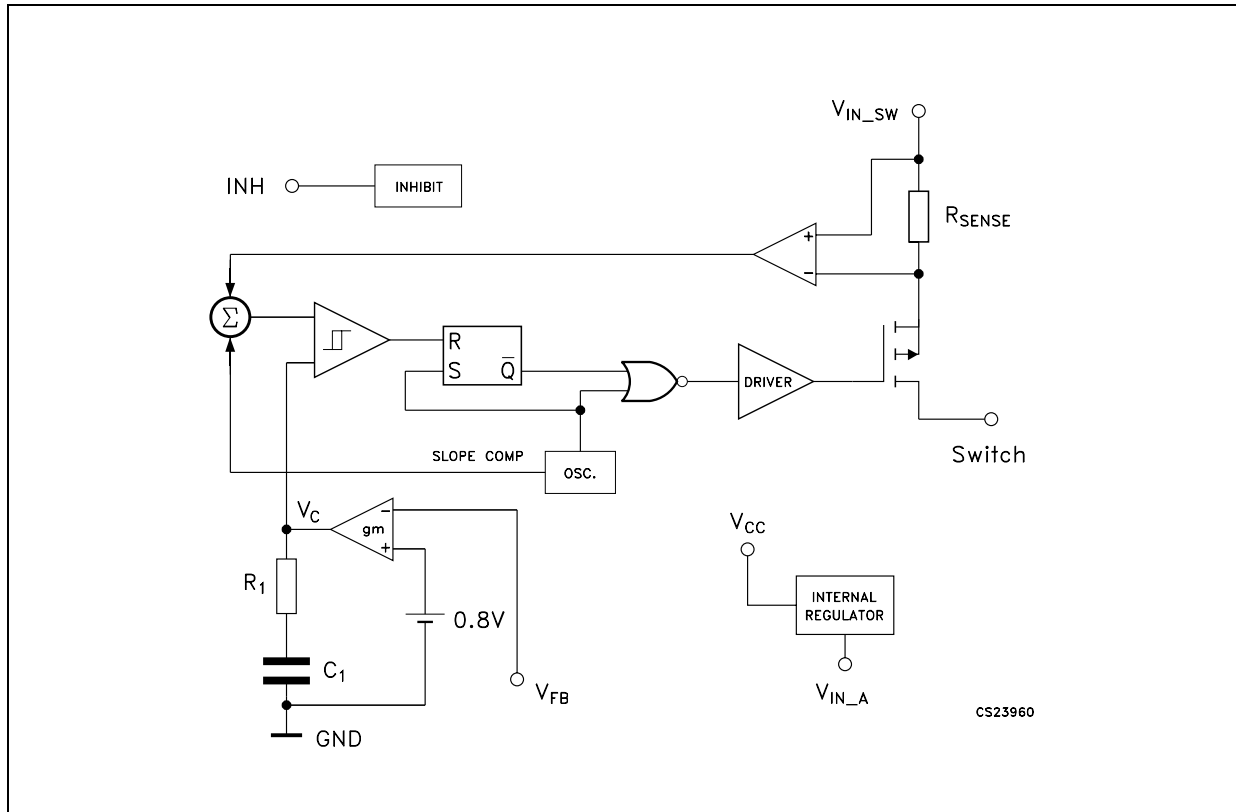 V_IN_SW
INH
INHIBIT
R_SENSE
+
−
Σ
R
S Q̅
DRIVER
SLOPE COMP
OSC.
Switch
V_C
−
gm
+
V_CC
R_1
0.8V
INTERNAL
REGULATOR
C_1
V_FB
V_IN_A
CS23960
GND